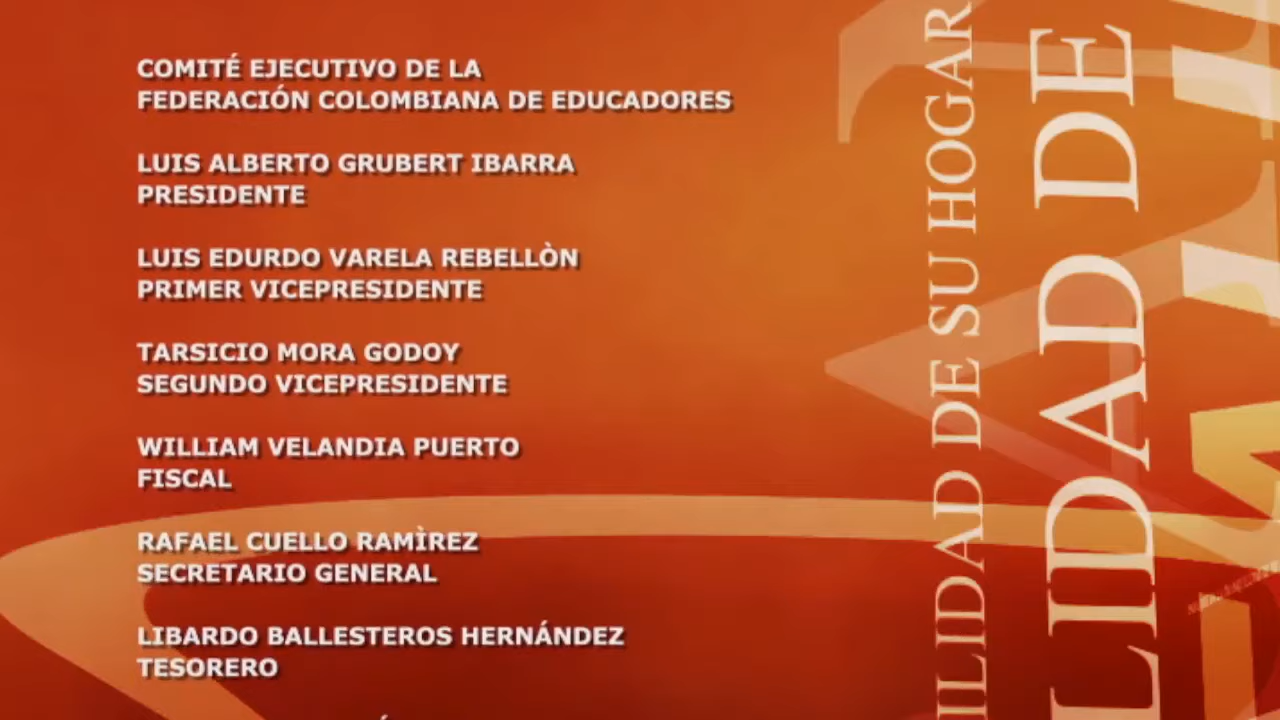 COMITÉ EJECUTIVO DE LA
FEDERACIÓN COLOMBIANA DE EDUCADORES
LUIS ALBERTO GRUBERT IBARRA
PRESIDENTE
LUIS EDURDO VARELA REBELLÒN
PRIMER VICEPRESIDENTE
TARSICIO MORA GODOY
SEGUNDO VICEPRESIDENTE
WILLIAM VELANDIA PUERTO
FISCAL
RAFAEL CUELLO RAMÌREZ
SECRETARIO GENERAL
LIBARDO BALLESTEROS HERNÁNDEZ
TESORERO
ILIDAD DE SU HOGAR
LIDAD DE